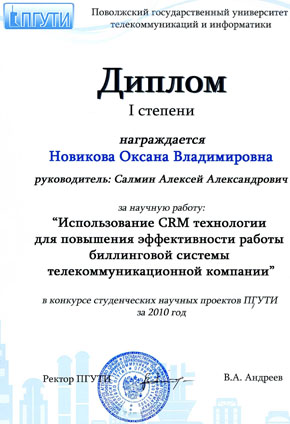 ПГУТИ
Поволжский государственный университет
телекоммуникаций и информатики
Диплом
I степени
награждается
Новикова Оксана Владимировна
руководитель: Салмин Алексей Александрович
за научную работу:
“Использование CRM технологии
для повышения эффективности работы
биллинговой системы
телекоммуникационной компании”
в конкурсе студенческих научных проектов ПГУТИ
за 2010 год
Ректор ПГУТИ
В.А. Андреев